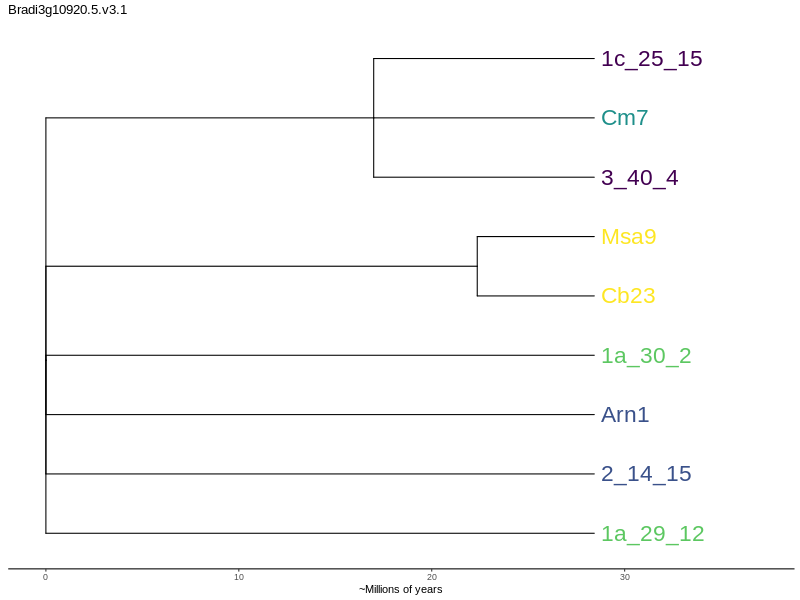 Bradi3g10920.5.v3.1
1c_25_15
Cm7
3_40_4
Msa9
Cb23
1a_30_2
Arn1
2_14_15
1a_29_12
0 10 20 30
~Millions of years